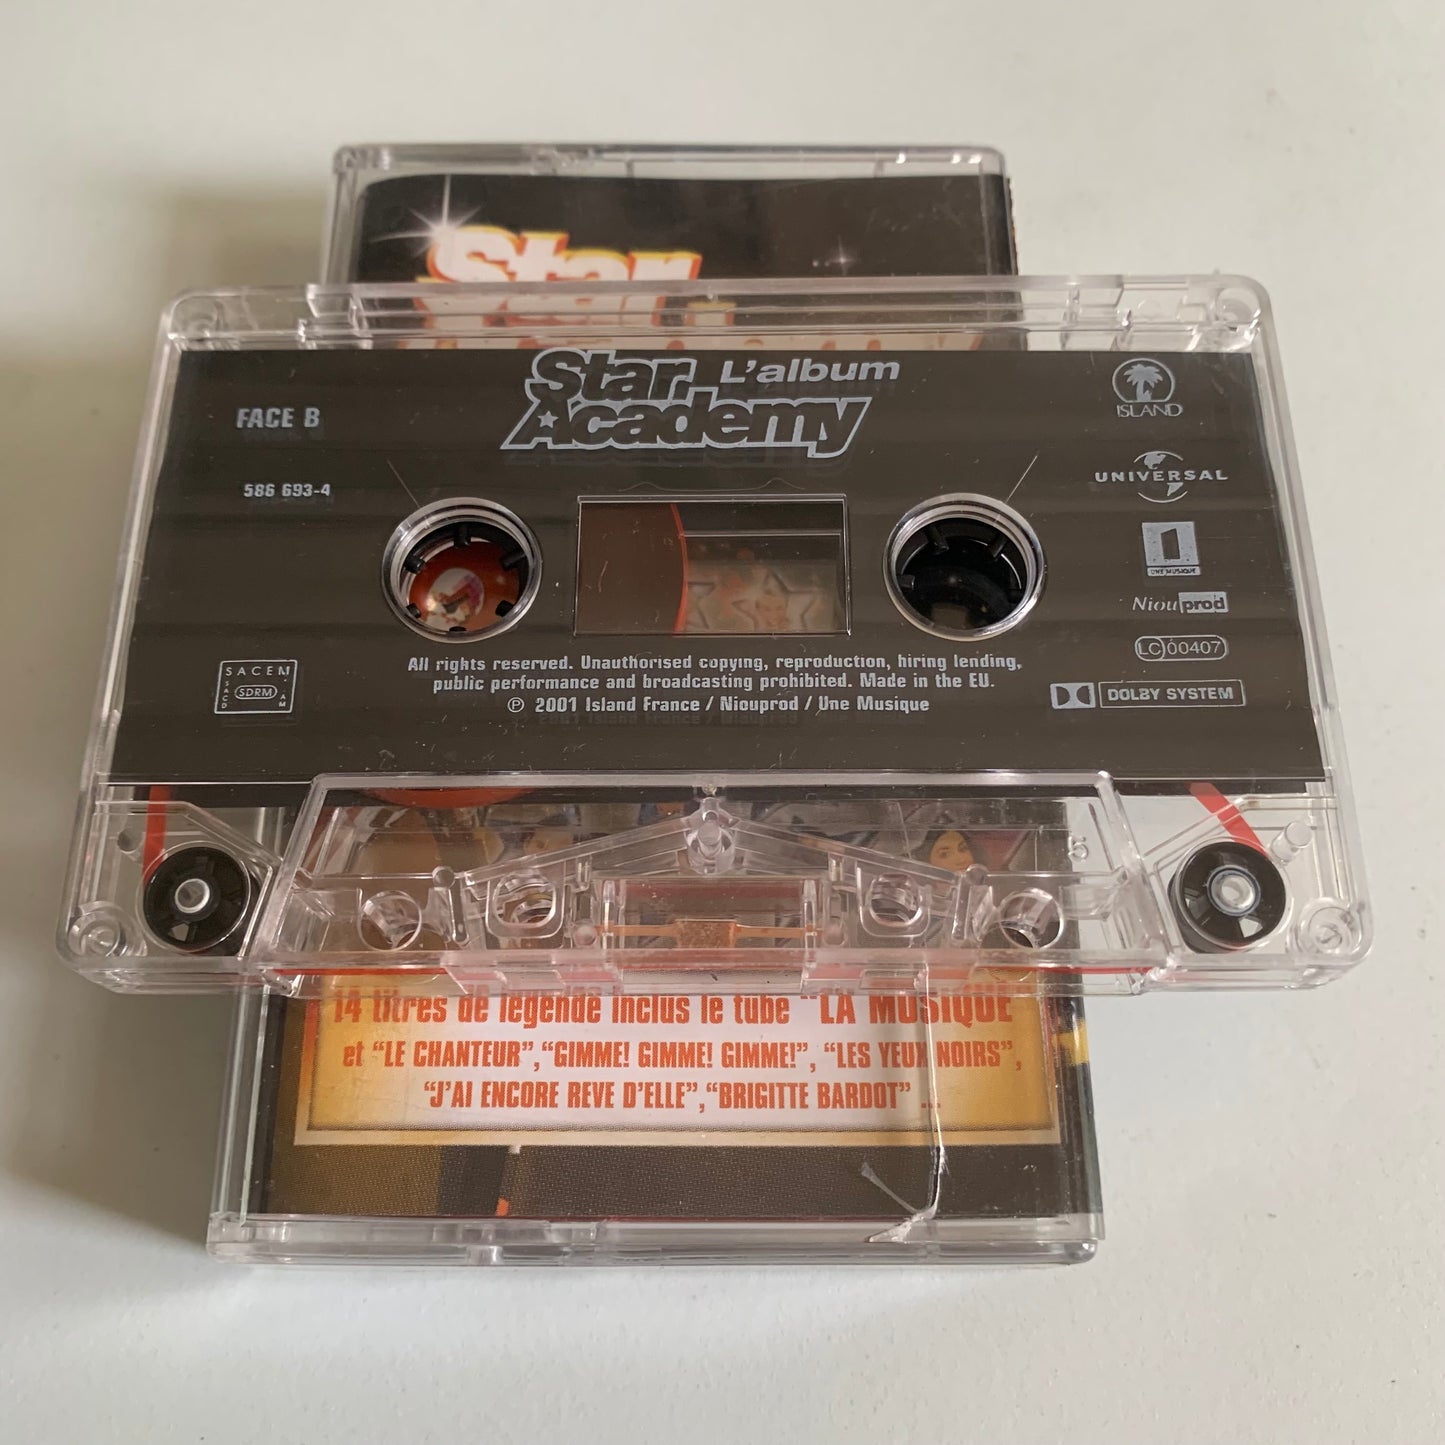 Star
Star
Academy
L'album
FACE B
586 693-4
ISLAND
UNIVERSAL
1
UNE MUSIQUE
Niouprod
LC 00407
DOLBY SYSTEM
SACEM
SACD
SDRM
All rights reserved. Unauthorised copying, reproduction, hiring lending,
public performance and broadcasting prohibited. Made in the EU.
℗ 2001 Island France / Niouprod / Une Musique
14 titres de légende inclus le tube "LA MUSIQUE"
et "LE CHANTEUR","GIMME! GIMME! GIMME!", "LES YEUX NOIRS",
"J'AI ENCORE REVE D'ELLE","BRIGITTE BARDOT" ...